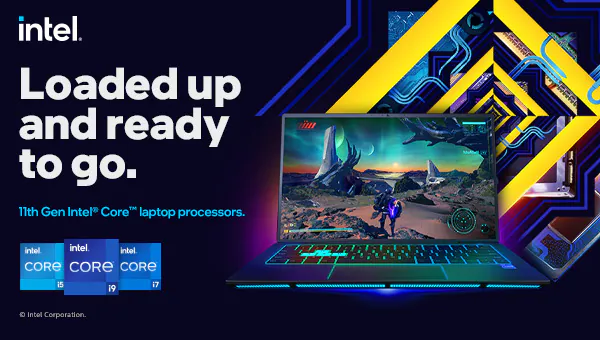 intel.
Loaded up
and ready
to go.
11th Gen Intel® Core™ laptop processors.
intel.
CORE
i5
intel.
CORE
i9
intel.
CORE
i7
© Intel Corporation.